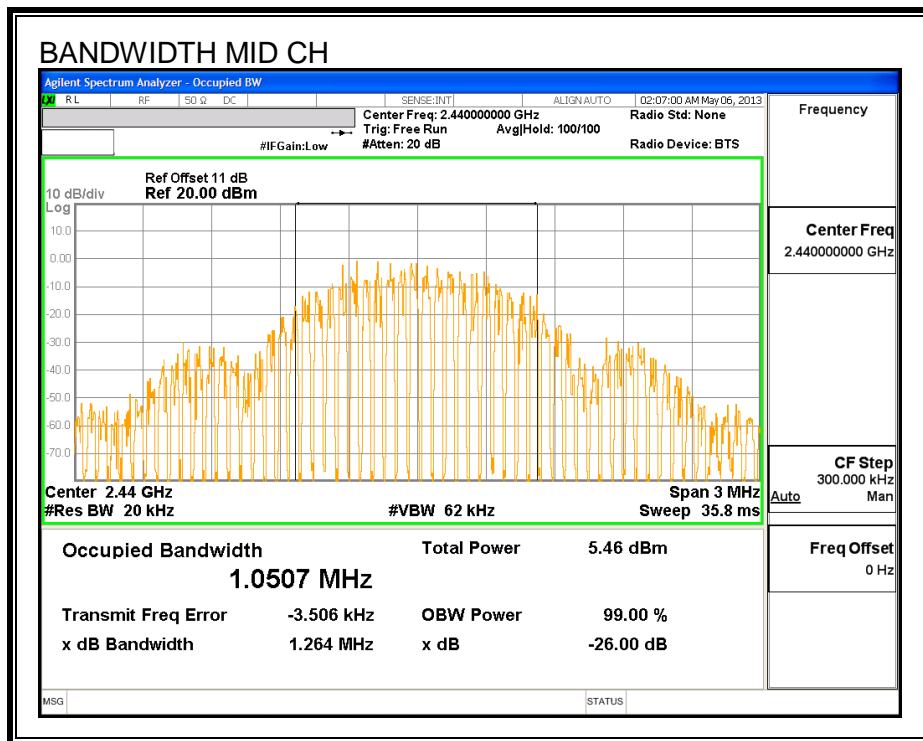 BANDWIDTH MID CH
Agilent Spectrum Analyzer - Occupied BW
LXI RL RF 50 Ω DC SENSE:INT ALIGNAUTO 02:07:00 AM May 06, 2013
Center Freq: 2.440000000 GHz Radio Std: None
Trig: Free Run Avg|Hold: 100/100
#IFGain:Low #Atten: 20 dB Radio Device: BTS
Frequency
Ref Offset 11 dB
10 dB/div Ref 20.00 dBm
Log
10.0
0.00
-10.0
-20.0
-30.0
-40.0
-50.0
-60.0
-70.0
Center 2.44 GHz Span 3 MHz
#Res BW 20 kHz #VBW 62 kHz Sweep 35.8 ms
Occupied Bandwidth Total Power 5.46 dBm
1.0507 MHz
Transmit Freq Error -3.506 kHz OBW Power 99.00 %
x dB Bandwidth 1.264 MHz x dB -26.00 dB
Center Freq
2.440000000 GHz
CF Step
300.000 kHz
Auto Man
Freq Offset
0 Hz
MSG STATUS